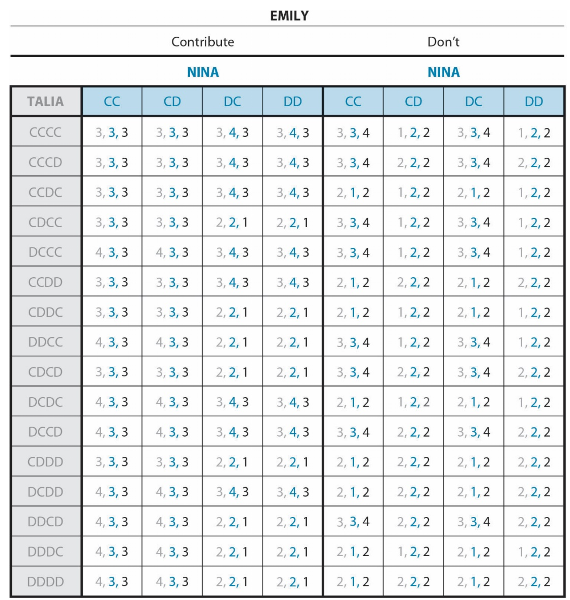 EMILY
Contribute Don't
NINA NINA
TALIA CC CD DC DD CC CD DC DD
CCCC 3, 3, 3 3, 3, 3 3, 4, 3 3, 4, 3 3, 3, 4 1, 2, 2 3, 3, 4 1, 2, 2
CCCD 3, 3, 3 3, 3, 3 3, 4, 3 3, 4, 3 3, 3, 4 2, 2, 2 3, 3, 4 2, 2, 2
CCDC 3, 3, 3 3, 3, 3 3, 4, 3 3, 4, 3 2, 1, 2 1, 2, 2 2, 1, 2 1, 2, 2
CDCC 3, 3, 3 3, 3, 3 2, 2, 1 2, 2, 1 3, 3, 4 1, 2, 2 3, 3, 4 1, 2, 2
DCCC 4, 3, 3 4, 3, 3 3, 4, 3 3, 4, 3 3, 3, 4 1, 2, 2 3, 3, 4 1, 2, 2
CCDD 3, 3, 3 3, 3, 3 3, 4, 3 3, 4, 3 2, 1, 2 2, 2, 2 2, 1, 2 2, 2, 2
CDDC 3, 3, 3 3, 3, 3 2, 2, 1 2, 2, 1 2, 1, 2 1, 2, 2 2, 1, 2 1, 2, 2
DDCC 4, 3, 3 4, 3, 3 2, 2, 1 2, 2, 1 3, 3, 4 1, 2, 2 3, 3, 4 1, 2, 2
CDCD 3, 3, 3 3, 3, 3 2, 2, 1 2, 2, 1 3, 3, 4 2, 2, 2 3, 3, 4 2, 2, 2
DCDC 4, 3, 3 4, 3, 3 3, 4, 3 3, 4, 3 2, 1, 2 1, 2, 2 2, 1, 2 1, 2, 2
DCCD 4, 3, 3 4, 3, 3 3, 4, 3 3, 4, 3 3, 3, 4 2, 2, 2 3, 3, 4 2, 2, 2
CDDD 3, 3, 3 3, 3, 3 2, 2, 1 2, 2, 1 2, 1, 2 2, 2, 2 2, 1, 2 2, 2, 2
DCDD 4, 3, 3 4, 3, 3 3, 4, 3 3, 4, 3 2, 1, 2 2, 2, 2 2, 1, 2 2, 2, 2
DDCD 4, 3, 3 4, 3, 3 2, 2, 1 2, 2, 1 3, 3, 4 2, 2, 2 3, 3, 4 2, 2, 2
DDDC 4, 3, 3 4, 3, 3 2, 2, 1 2, 2, 1 2, 1, 2 1, 2, 2 2, 1, 2 1, 2, 2
DDDD 4, 3, 3 4, 3, 3 2, 2, 1 2, 2, 1 2, 1, 2 2, 2, 2 2, 1, 2 2, 2, 2